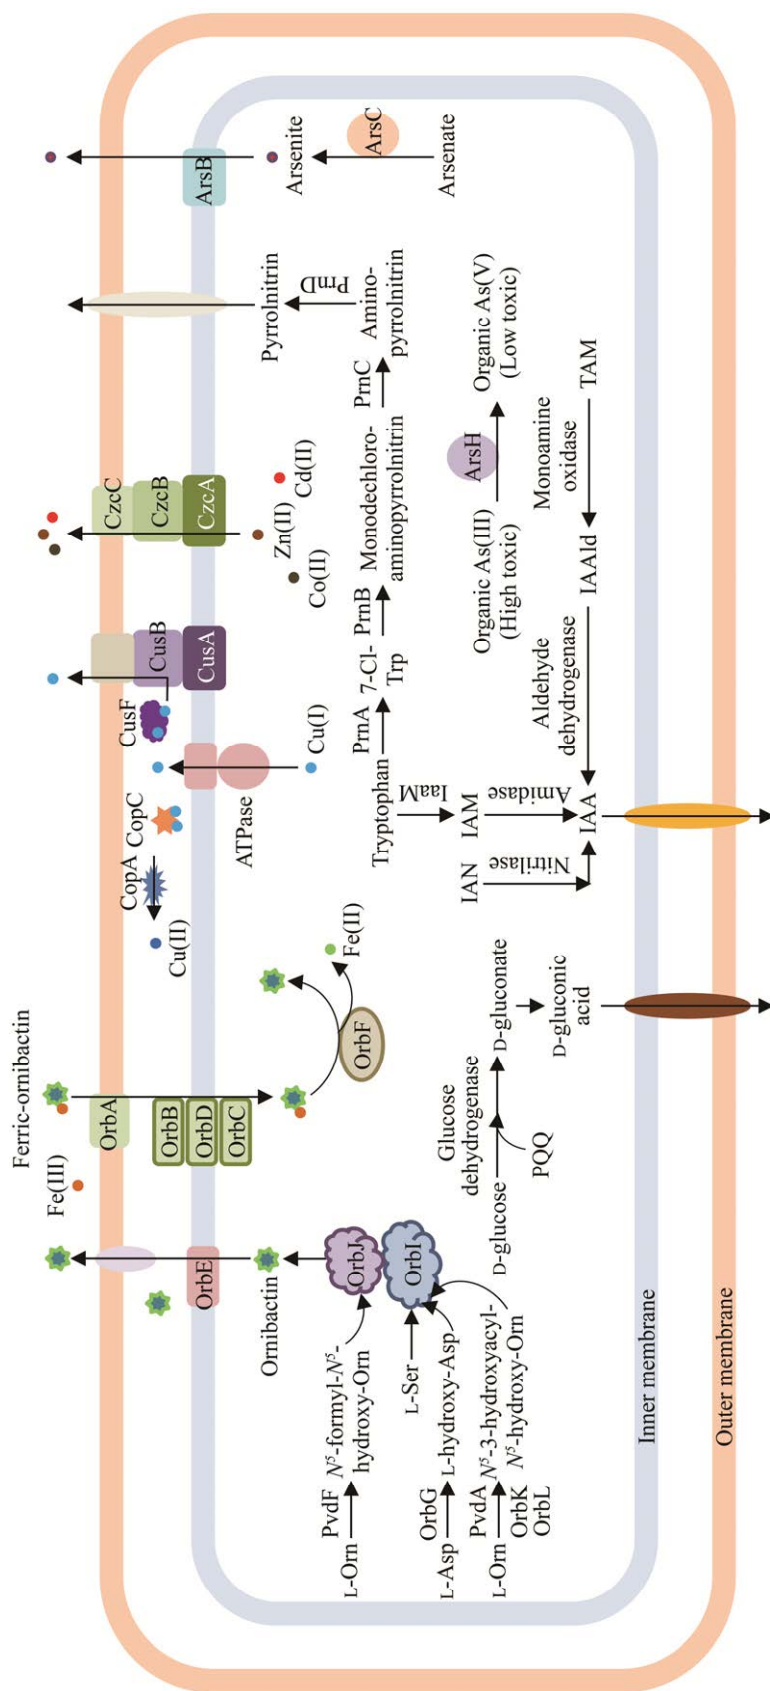 Ferric-ornibactin
Fe(III)
OrbA
OrbB
OrbD
OrbC
OrbE
Ornibactin
OrbJ
OrbI
OrbF
Fe(II)
L-Orn
PvdF
N⁵-formyl-N⁵-
hydroxy-Orn
L-Ser
L-Asp
OrbG
L-hydroxy-Asp
L-Orn
PvdA
OrbK
OrbL
N⁵-3-hydroxyacyl-
N⁵-hydroxy-Orn
Cu(II)
CopA
CopC
ATPase
Cu(I)
CusF
CusB
CusA
CzcC
CzcB
CzcA
Co(II)
Zn(II)
Cd(II)
Pyrrolnitrin
PrnD
Amino-
pyrrolnitrin
PrnC
Monodechloro-
aminopyrrolnitrin
PrnB
7-Cl-
Trp
PrnA
Tryptophan
ArsB
Arsenite
ArsC
Arsenate
Organic As(III)
(High toxic)
ArsH
Organic As(V)
(Low toxic)
IaaM
IAM
Amidase
IAN
Nitrilase
IAA
Aldehyde
dehydrogenase
IAAld
Monoamine
oxidase
TAM
D-glucose
Glucose
dehydrogenase
PQQ
D-gluconate
D-gluconic
acid
Inner membrane
Outer membrane